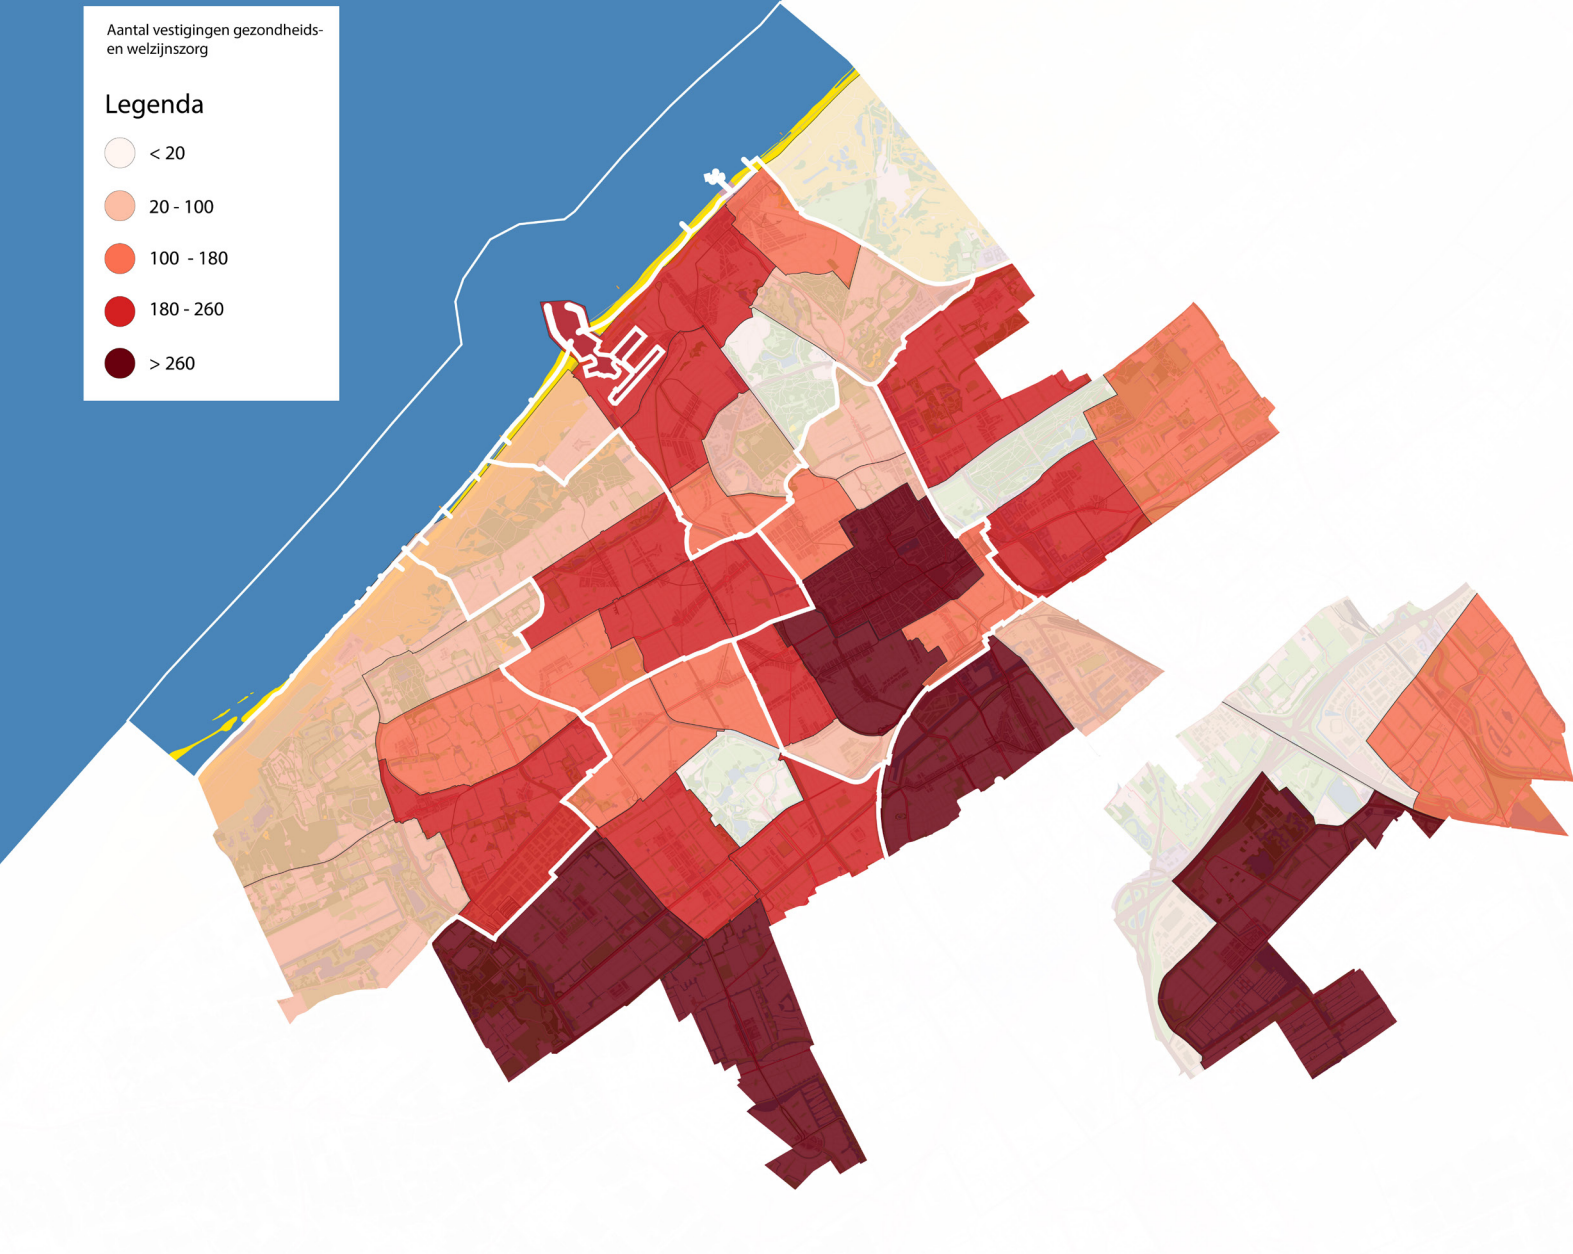 Aantal vestigingen gezondheids-
en welzijnszorg
Legenda
< 20
20 - 100
100 - 180
180 - 260
> 260